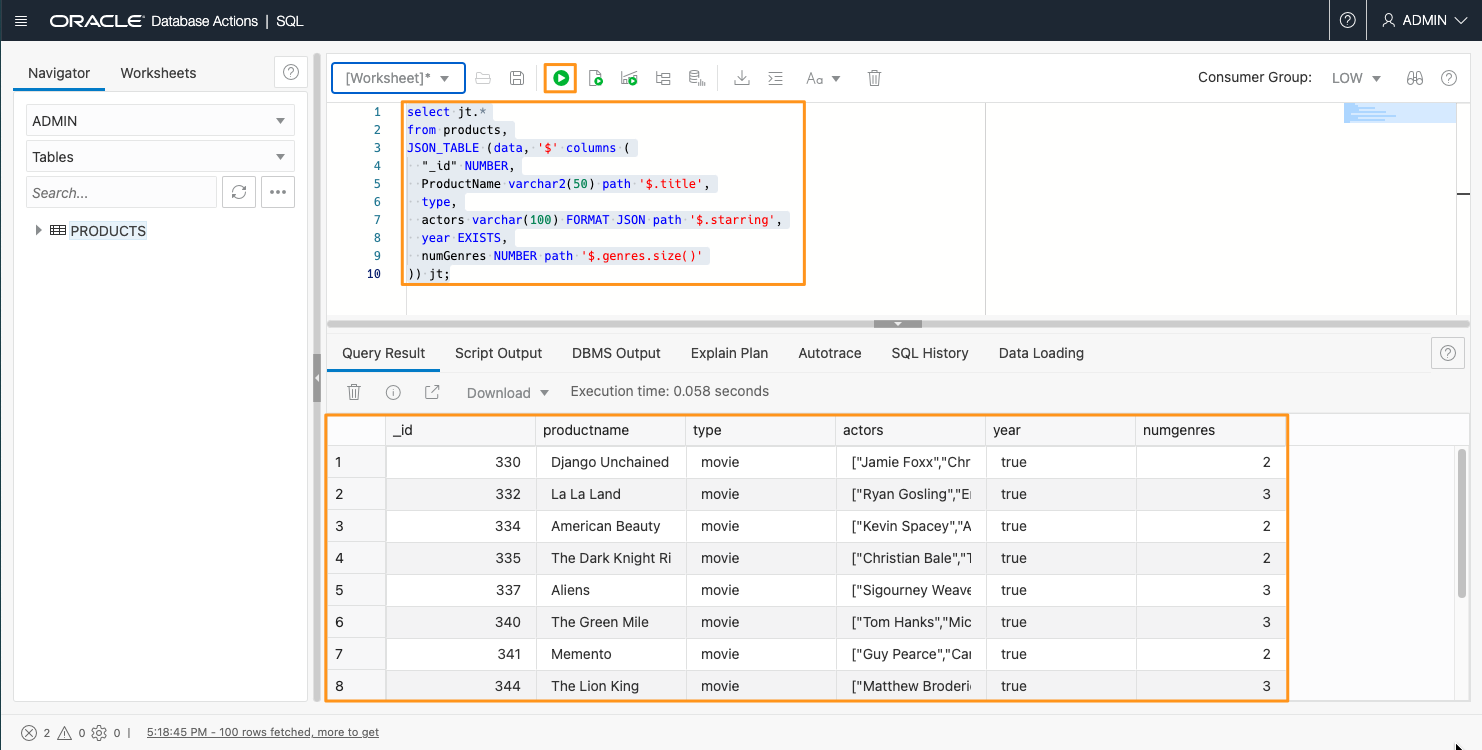 ORACLE Database Actions | SQL
ADMIN
Navigator Worksheets
ADMIN
Tables
Search...
PRODUCTS
[Worksheet]*
Aa
Consumer Group: LOW
1 select jt.*
2 from products,
3 JSON_TABLE (data, '$' columns (
4 "_id" NUMBER,
5 ProductName varchar2(50) path '$.title',
6 type,
7 actors varchar(100) FORMAT JSON path '$.starring',
8 year EXISTS,
9 numGenres NUMBER path '$.genres.size()'
10 )) jt;
Query Result Script Output DBMS Output Explain Plan Autotrace SQL History Data Loading
Download Execution time: 0.058 seconds
_id productname type actors year numgenres
1 330 Django Unchained movie ["Jamie Foxx","Chr true 2
2 332 La La Land movie ["Ryan Gosling","E true 3
3 334 American Beauty movie ["Kevin Spacey","A true 2
4 335 The Dark Knight Ri movie ["Christian Bale","T true 2
5 337 Aliens movie ["Sigourney Weave true 3
6 340 The Green Mile movie ["Tom Hanks","Mic true 3
7 341 Memento movie ["Guy Pearce","Car true 2
8 344 The Lion King movie ["Matthew Broderi true 3
2 0 0 | 5:18:45 PM - 100 rows fetched, more to get